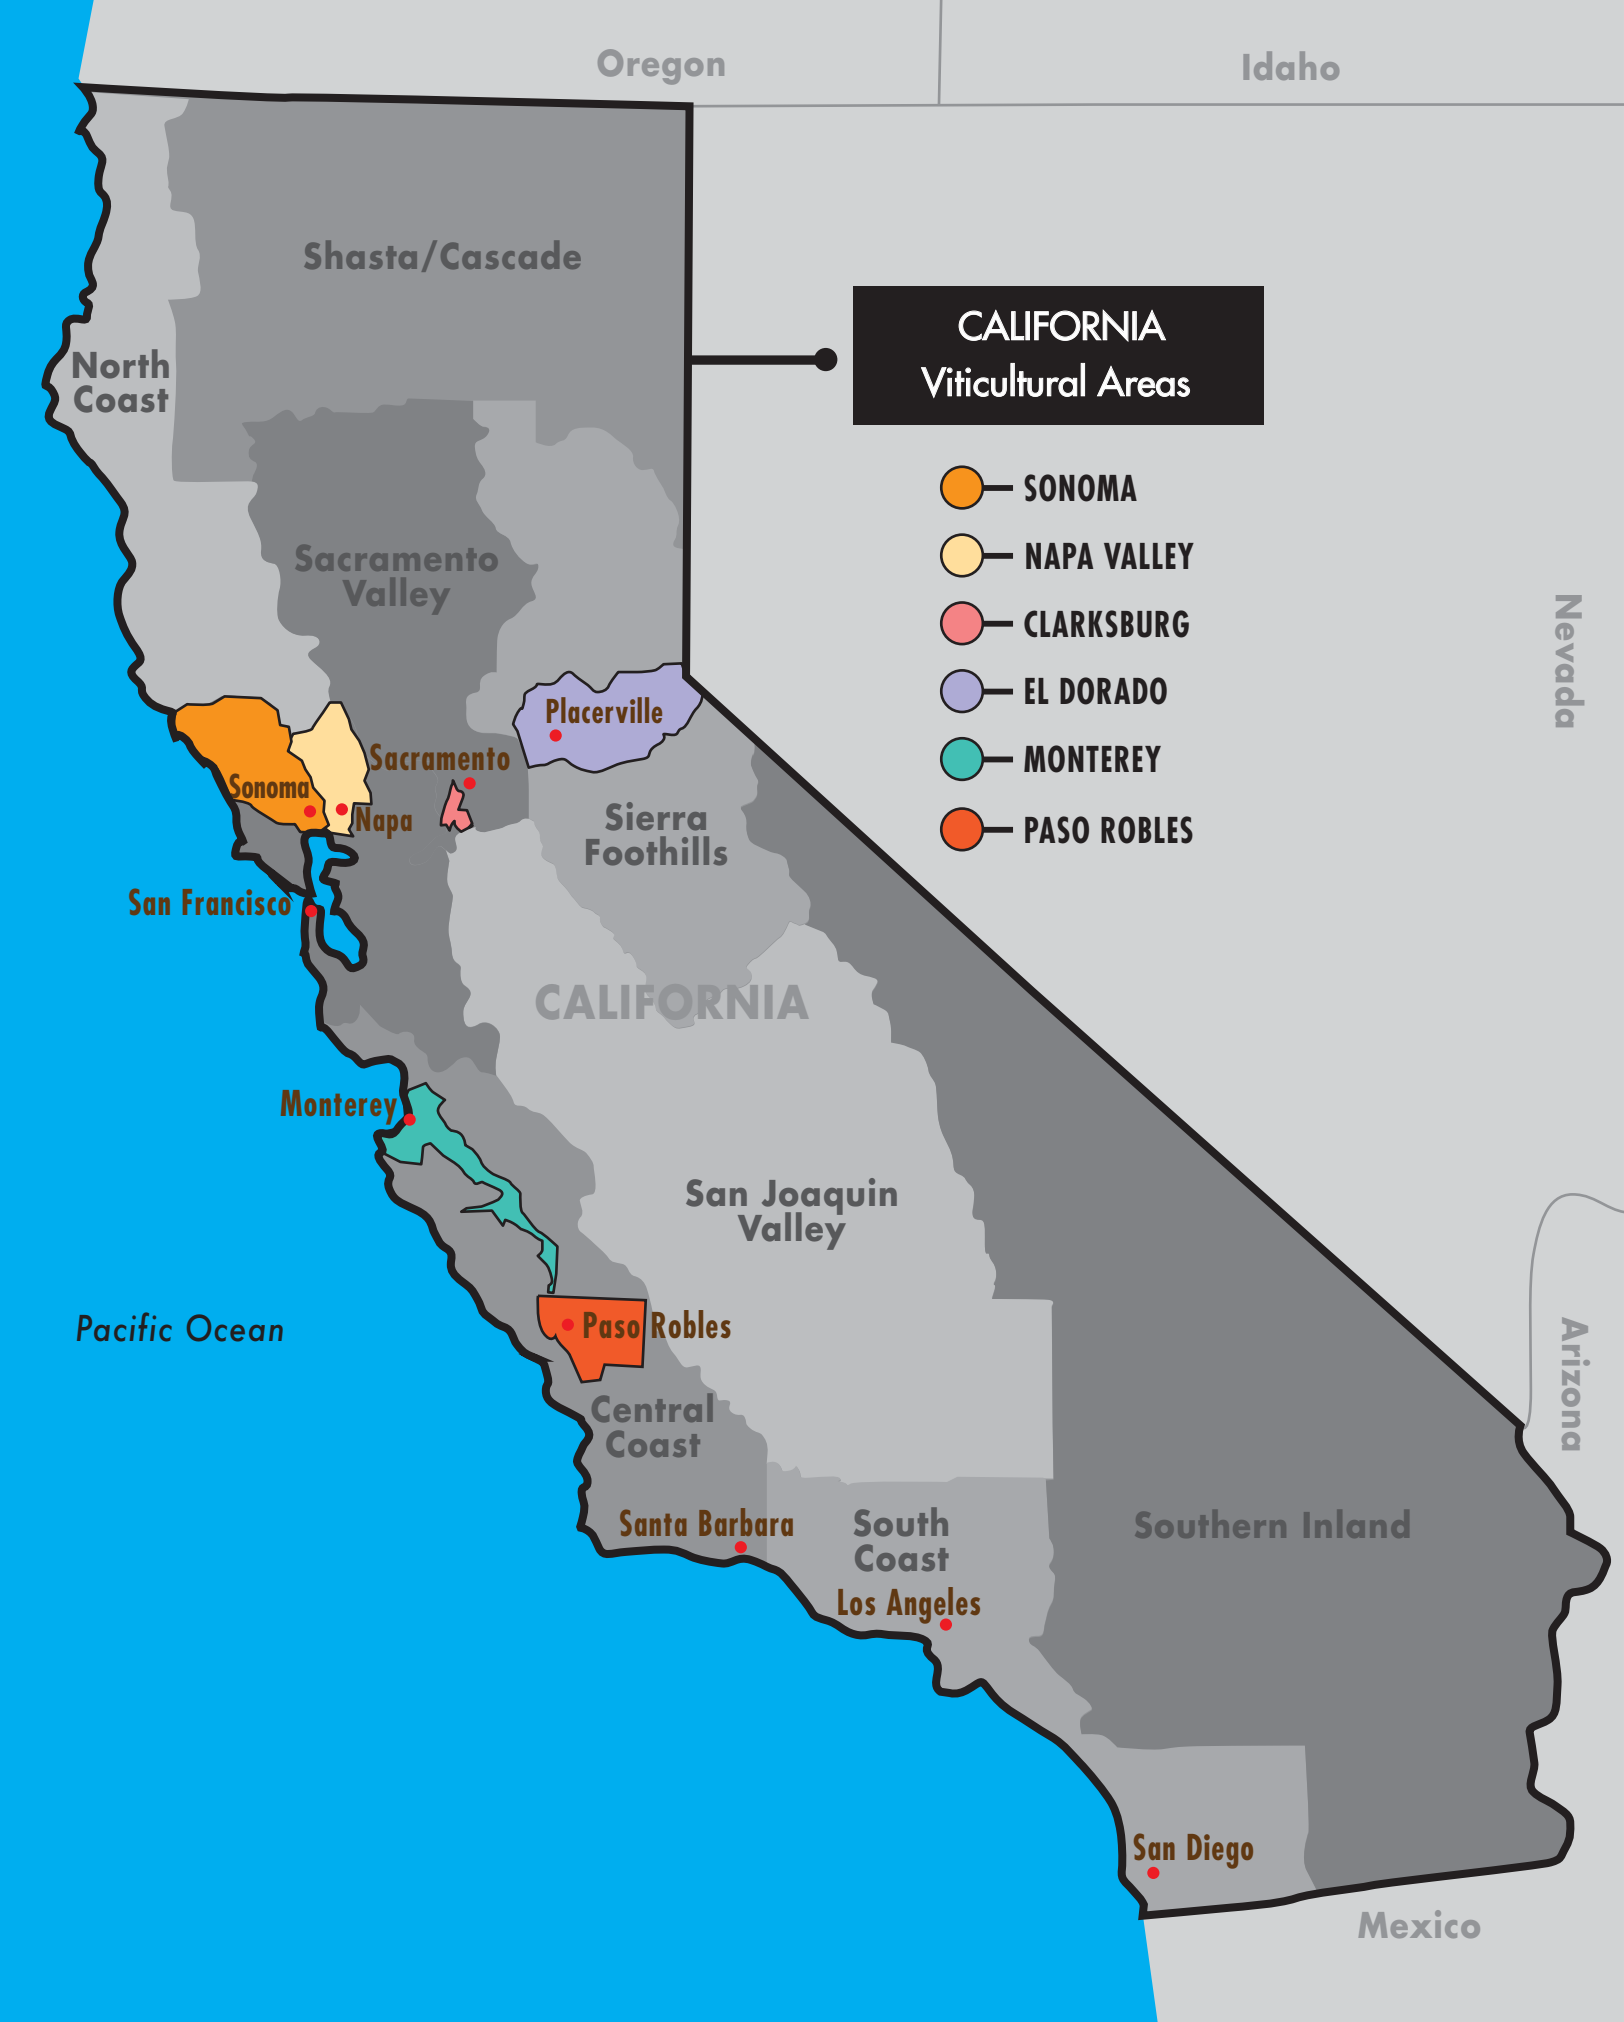 Oregon
Idaho
Shasta/Cascade
CALIFORNIA
Viticultural Areas
North
Coast
SONOMA
NAPA VALLEY
Sacramento
Valley
CLARKSBURG
Nevada
EL DORADO
Placerville
MONTEREY
Sacramento
Sonoma
Napa
Sierra
Foothills
PASO ROBLES
San Francisco
CALIFORNIA
Monterey
San Joaquin
Valley
Pacific Ocean
Paso Robles
Arizona
Central
Coast
Santa Barbara
South
Coast
Southern Inland
Los Angeles
San Diego
Mexico